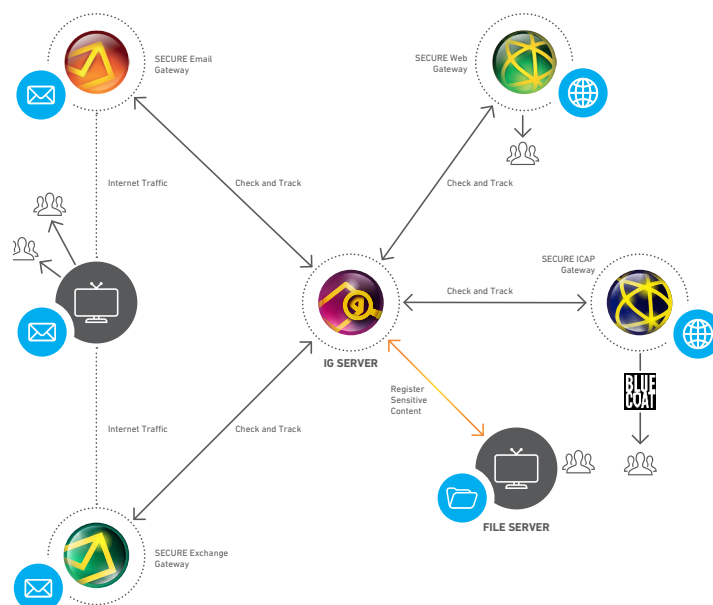 SECURE Email
Gateway
SECURE Web
Gateway
Internet Traffic
Check and Track
Check and Track
SECURE ICAP
Gateway
Check and Track
IG SERVER
Register
Sensitive
Content
BLUE
COAT
Internet Traffic
Check and Track
FILE SERVER
SECURE Exchange
Gateway